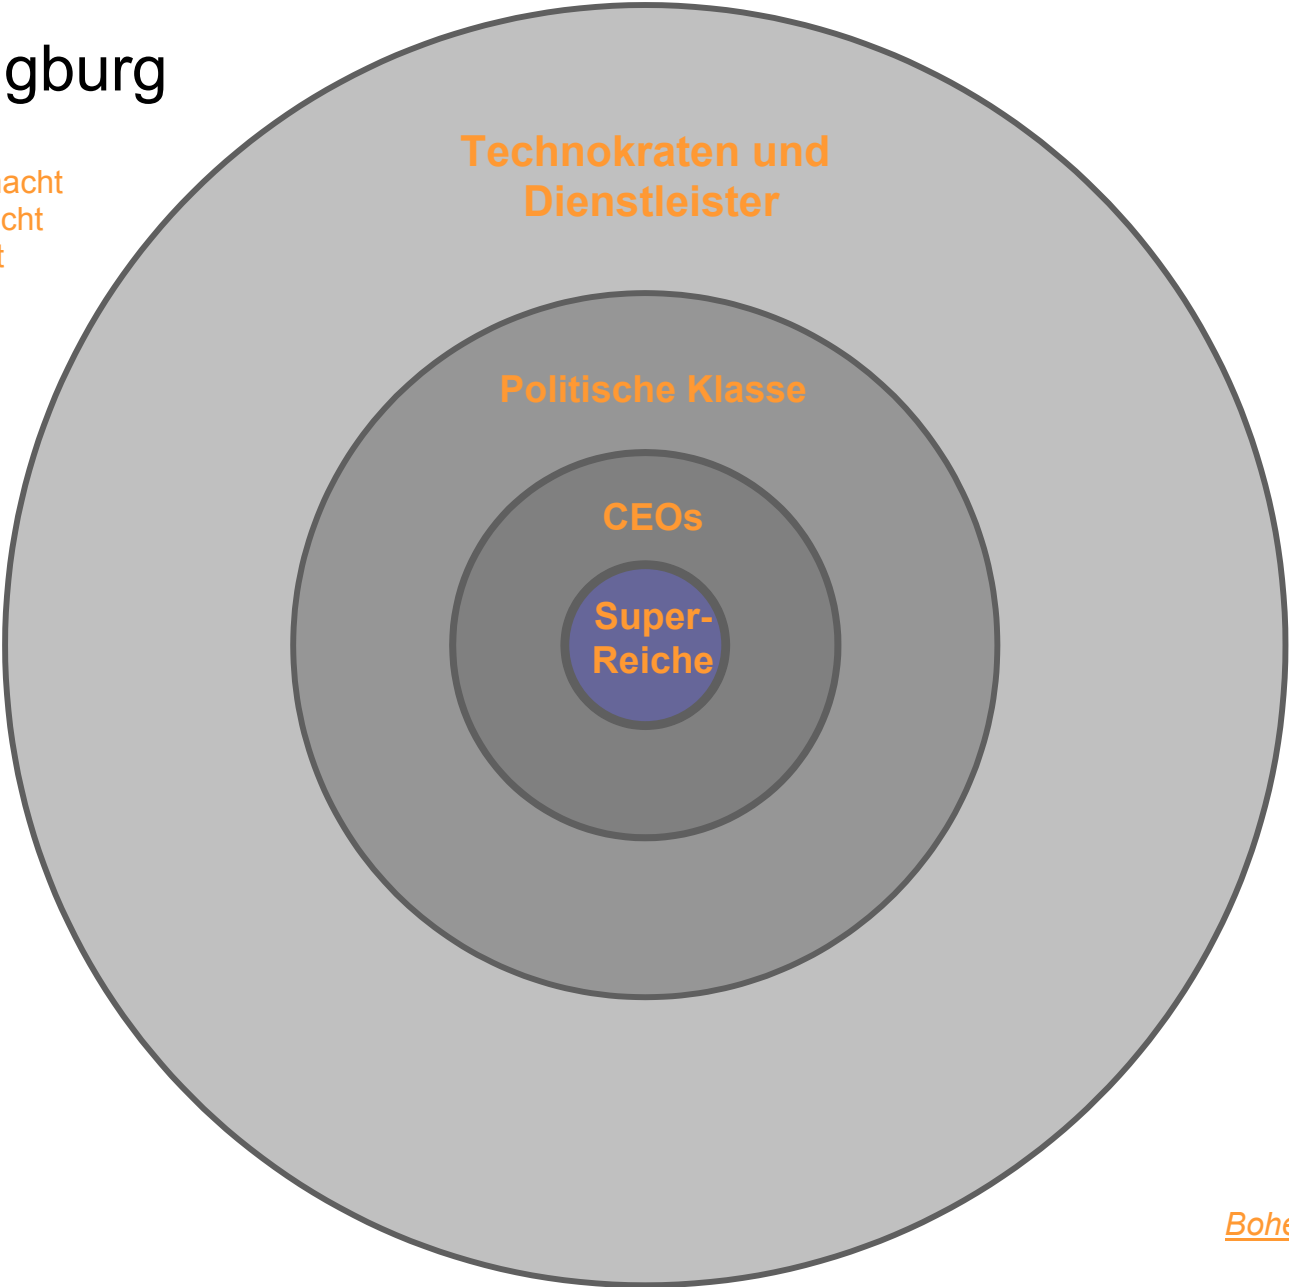 gburg
acht
cht
t
Technokraten und
Dienstleister
Politische Klasse
CEOs
Super-
Reiche
Bohe